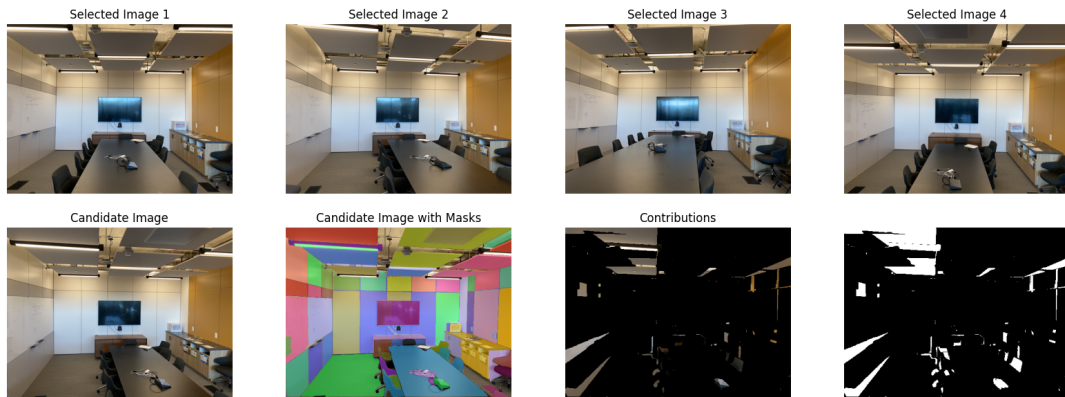 Selected Image 1
Selected Image 2
Selected Image 3
Selected Image 4
Candidate Image
Candidate Image with Masks
Contributions